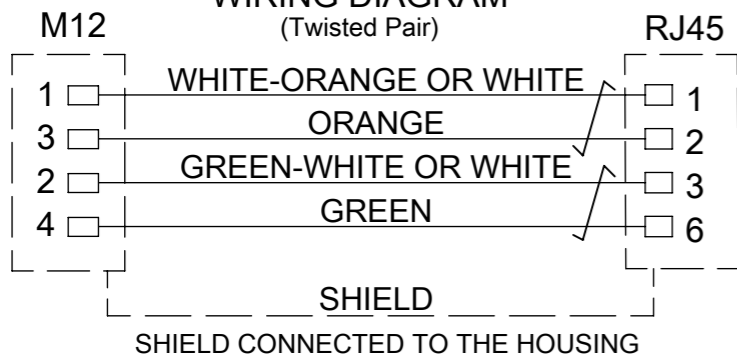 WIRING DIAGRAM
(Twisted Pair)
M12 RJ45
1 WHITE-ORANGE OR WHITE 1
3 ORANGE 2
2 GREEN-WHITE OR WHITE 3
4 GREEN 6
SHIELD
SHIELD CONNECTED TO THE HOUSING